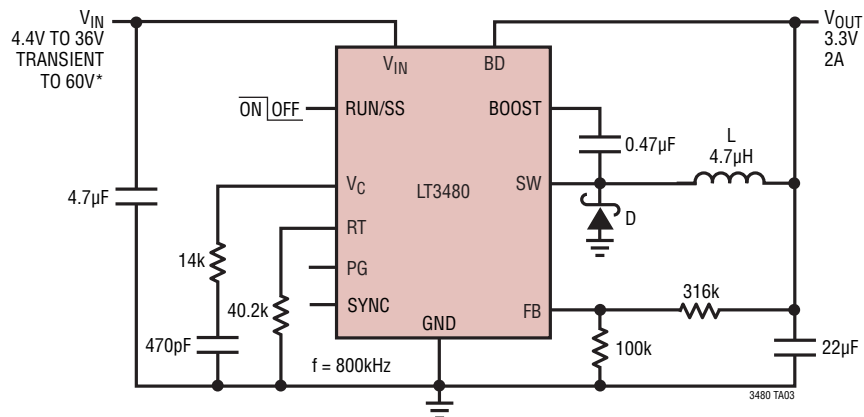 VIN
4.4V TO 36V
TRANSIENT
TO 60V*
VOUT
3.3V
2A
VIN
BD
ON OFF
RUN/SS
BOOST
0.47µF
L
4.7µH
4.7µF
VC
LT3480
SW
D
RT
14k
PG
40.2k
SYNC
FB
316k
GND
470pF
f = 800kHz
100k
22µF
3480 TA03